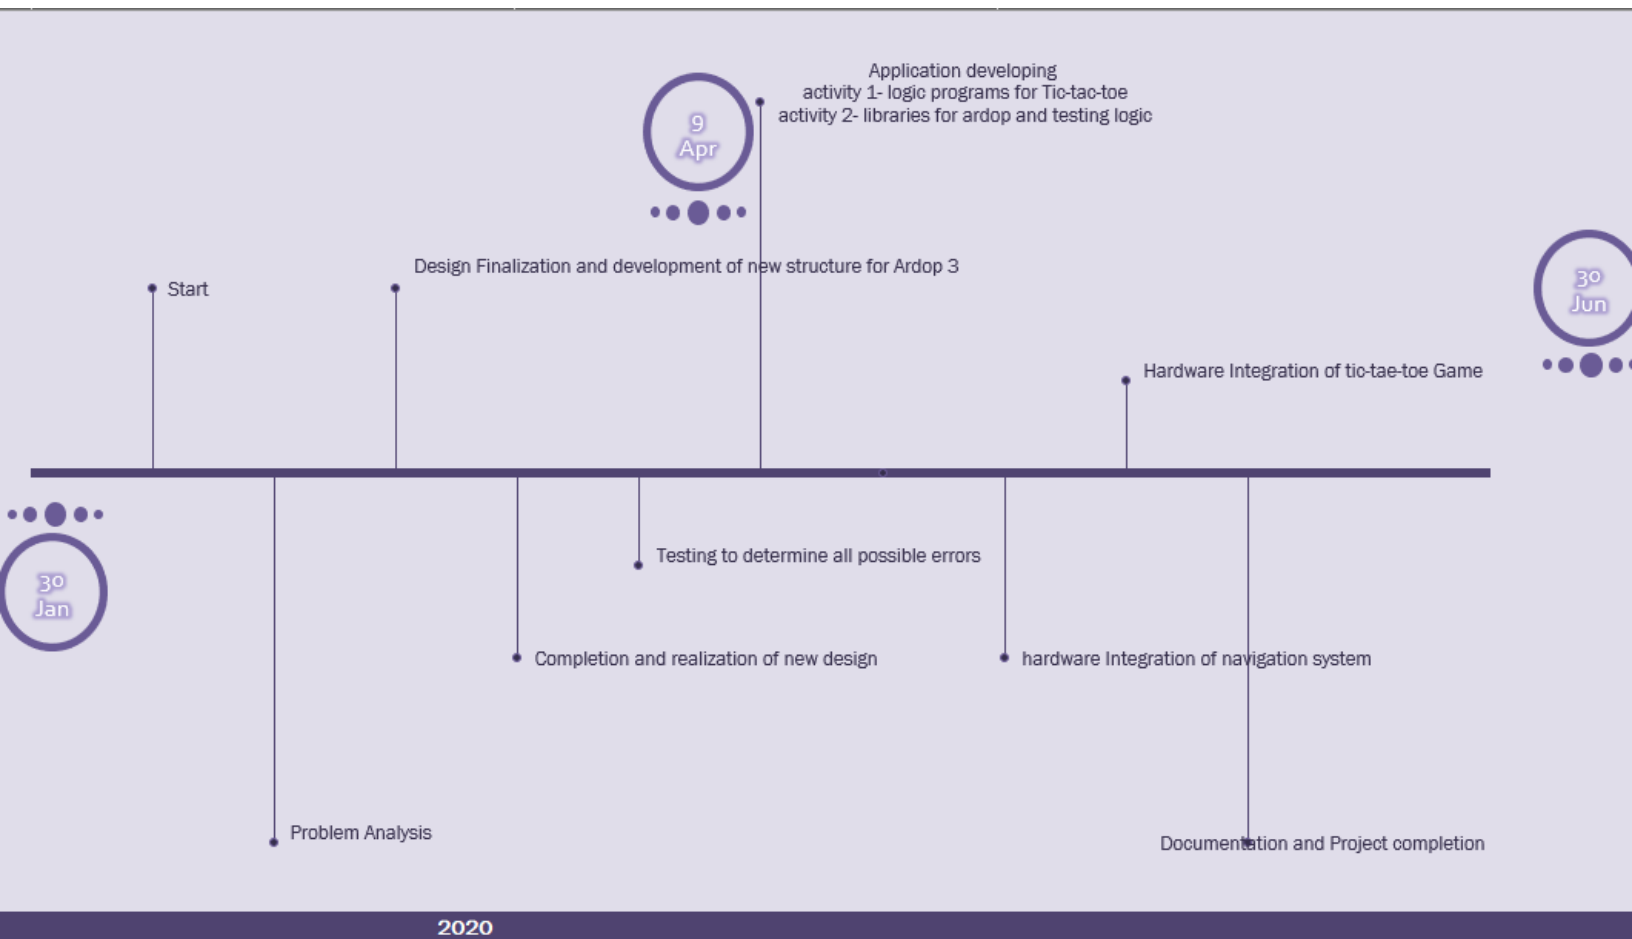 Application developing
activity 1- logic programs for Tic-tac-toe
activity 2- libraries for ardop and testing logic
9
Apr
Design Finalization and development of new structure for Ardop 3
Start
30
Jun
Hardware Integration of tic-tae-toe Game
Testing to determine all possible errors
30
Jan
Completion and realization of new design
hardware Integration of navigation system
Problem Analysis
Documentation and Project completion
2020